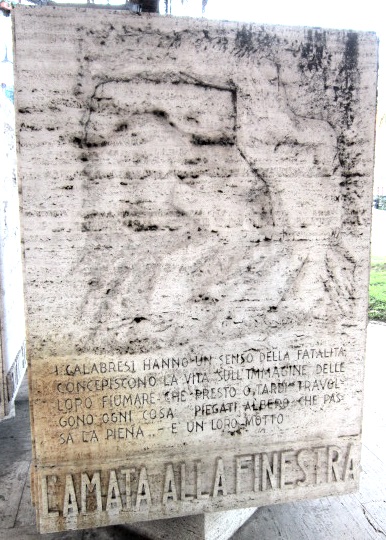 I CALABRESI HANNO UN SENSO DELLA FATALITA
CONCEPISCONO LA VITA SULL'IMMAGINE DELLE
LORO FIUMARE CHE PRESTO O TARDI TRAVOL-
GONO OGNI COSA PIEGATI ALBERO CHE PAS-
SA LA PIENA - È UN LORO MOTTO
L'AMATA ALLA FINESTRA